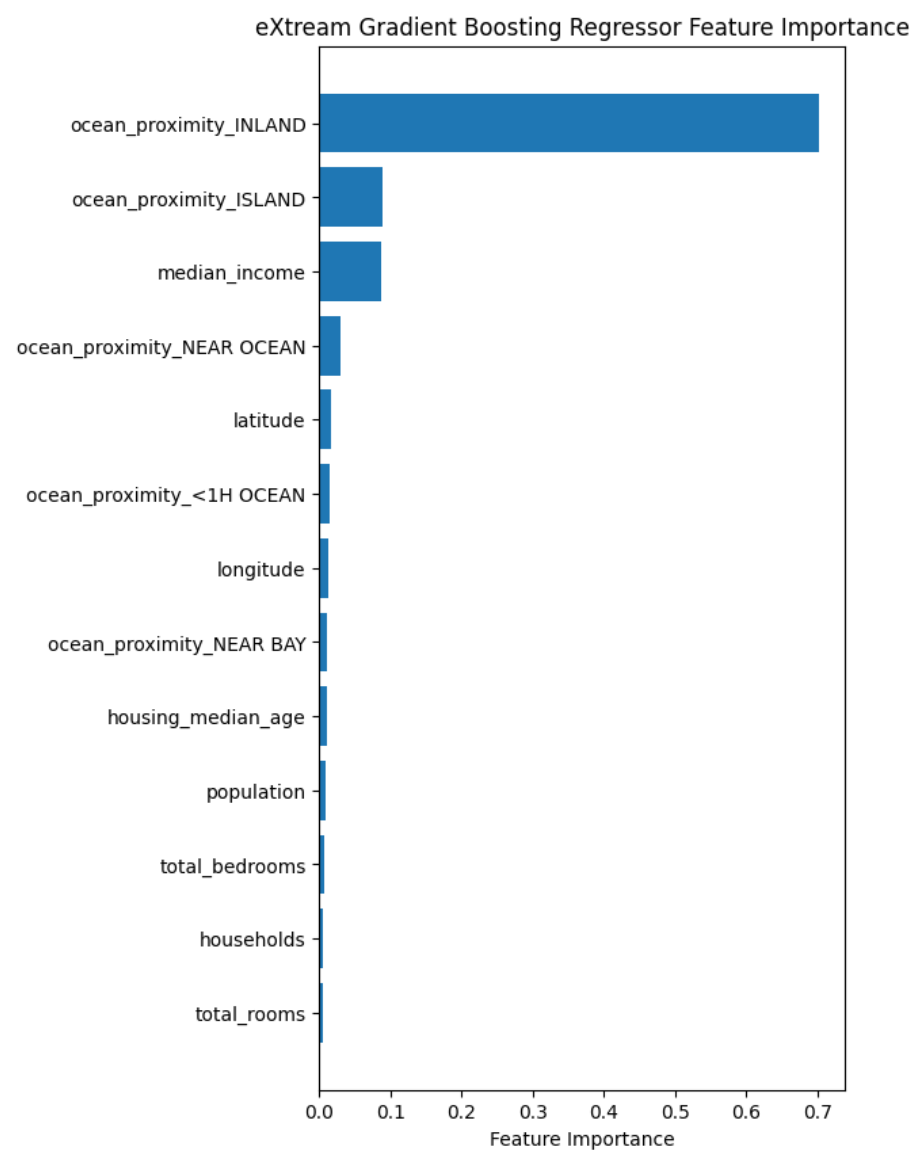 eXtream Gradient Boosting Regressor Feature Importance
ocean_proximity_INLAND
ocean_proximity_ISLAND
median_income
ocean_proximity_NEAR OCEAN
latitude
ocean_proximity_<1H OCEAN
longitude
ocean_proximity_NEAR BAY
housing_median_age
population
total_bedrooms
households
total_rooms
0.0 0.1 0.2 0.3 0.4 0.5 0.6 0.7
Feature Importance